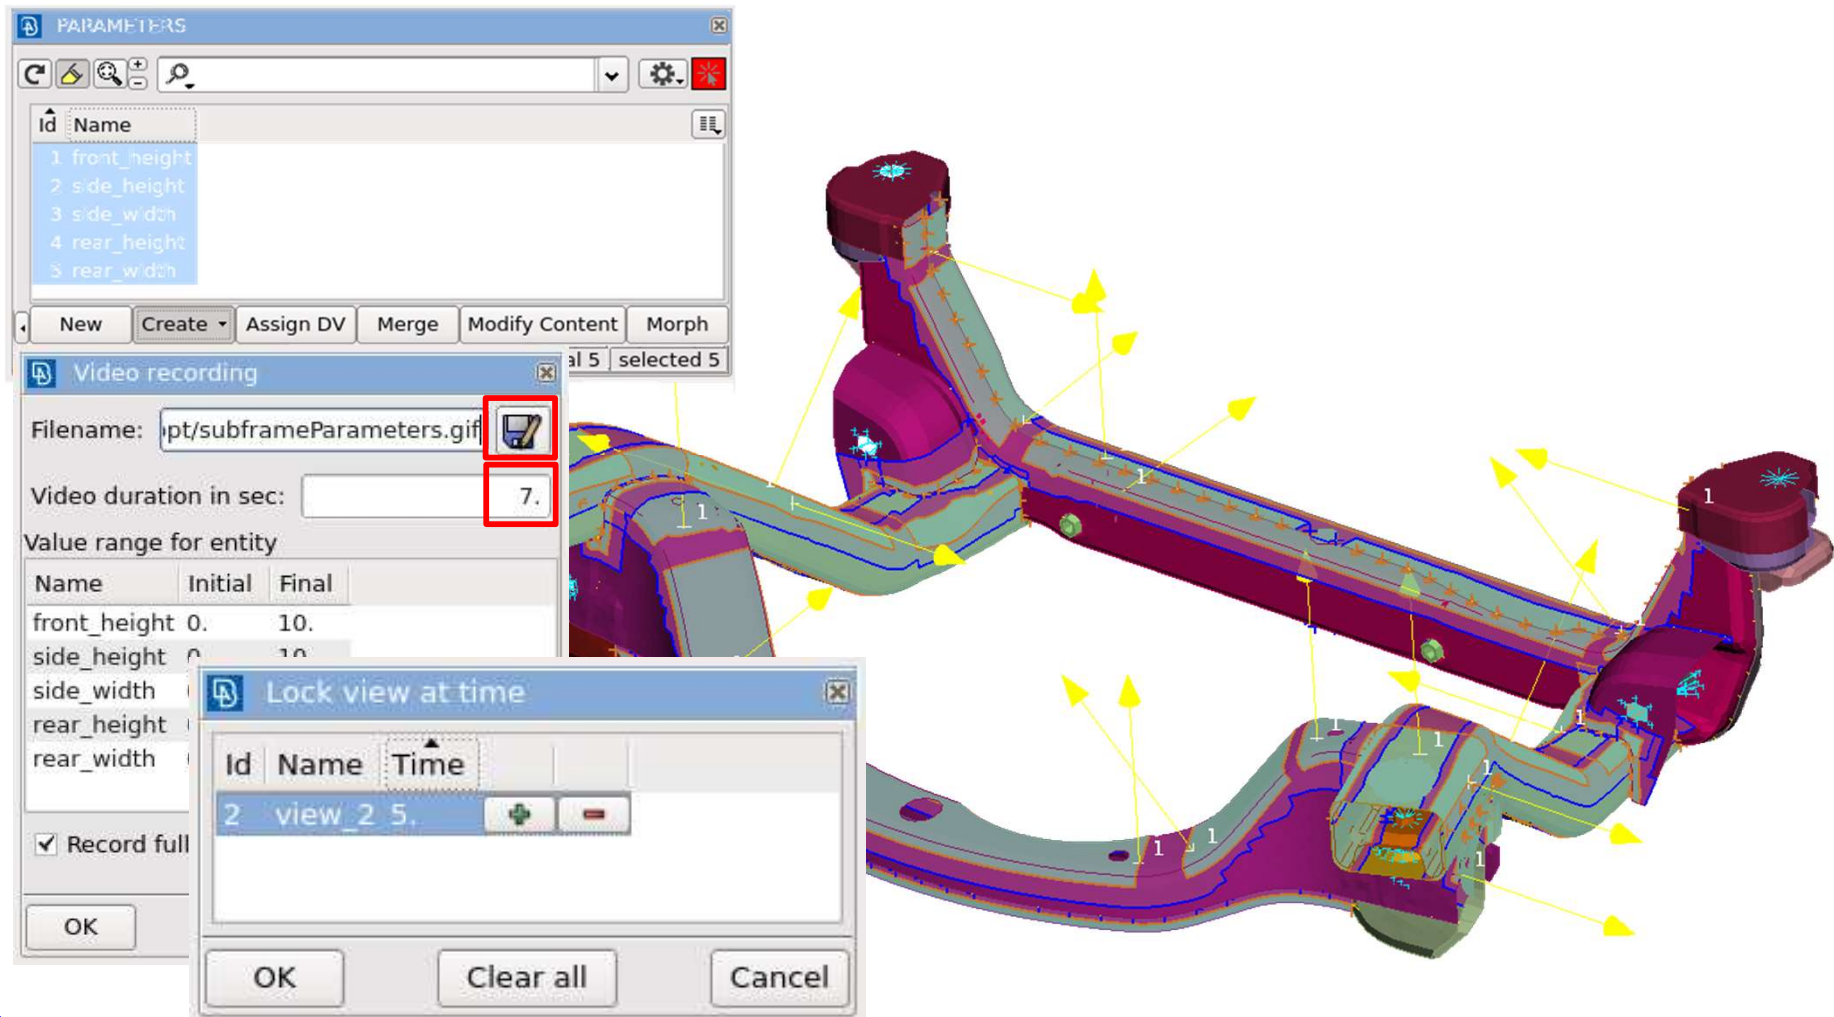 PARAMETERS
Id Name
1 front_height
2 side_height
3 side_width
4 rear_height
5 rear_width
New Create Assign DV Merge Modify Content Morph
al 5 selected 5
Video recording
Filename: pt/subframeParameters.gif
Video duration in sec: 7.
Value range for entity
Name Initial Final
front_height 0. 10.
side_height
side_width
rear_height
rear_width
Record full
OK
Lock view at time
Id Name Time
2 view_2 5.
OK Clear all Cancel
1
1
1
1
1
1
1
1
1
1